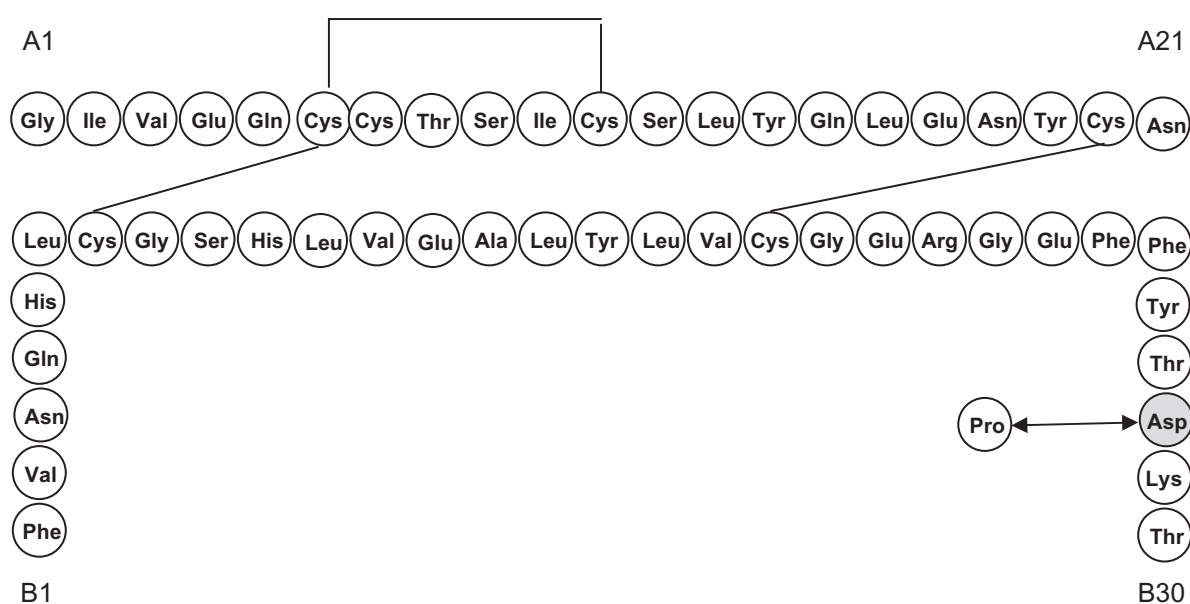 A1 A21
Gly Ile Val Glu Gln Cys Cys Thr Ser Ile Cys Ser Leu Tyr Gln Leu Glu Asn Tyr Cys Asn
Leu Cys Gly Ser His Leu Val Glu Ala Leu Tyr Leu Val Cys Gly Glu Arg Gly Glu Phe Phe
His Tyr
Gln Thr
Asn Pro Asp
Val Lys
Phe Thr
B1 B30